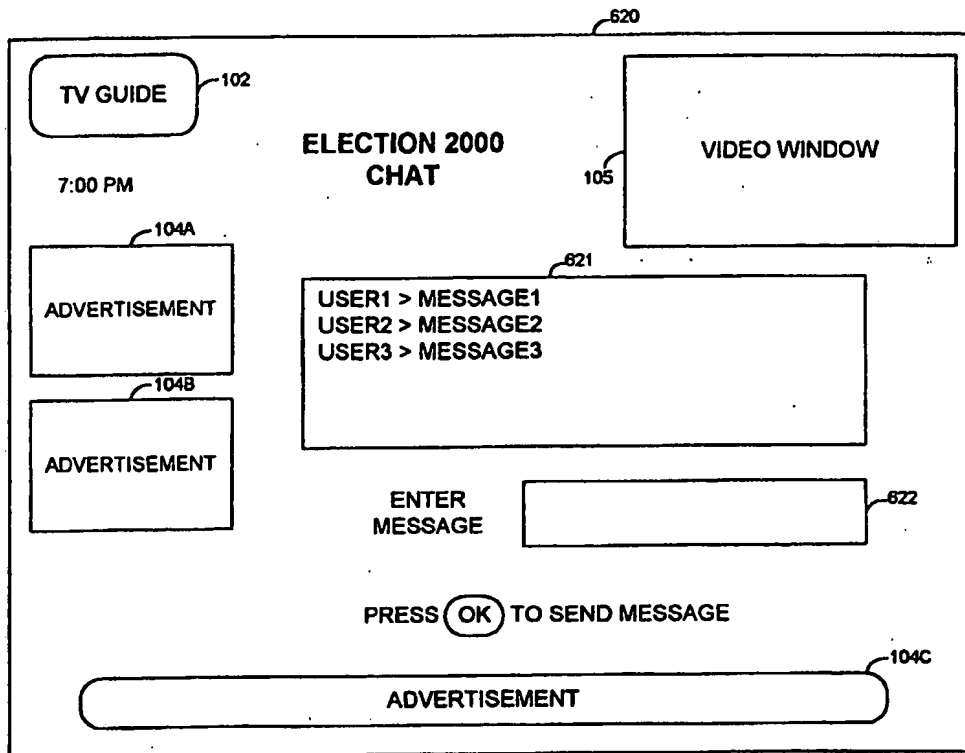 620
TV GUIDE
102
ELECTION 2000
CHAT
VIDEO WINDOW
105
7:00 PM
104A
ADVERTISEMENT
621
USER1 > MESSAGE1
USER2 > MESSAGE2
USER3 > MESSAGE3
104B
ADVERTISEMENT
ENTER
MESSAGE
622
PRESS OK TO SEND MESSAGE
104C
ADVERTISEMENT